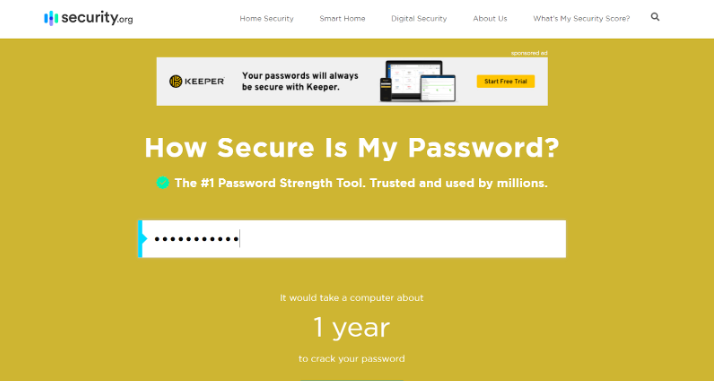 security.org
Home Security Smart Home Digital Security About Us What's My Security Score?
sponsored ad
KEEPER
Your passwords will always
be secure with Keeper.
Start Free Trial
How Secure Is My Password?
The #1 Password Strength Tool. Trusted and used by millions.
•••••••••••
It would take a computer about
1 year
to crack your password